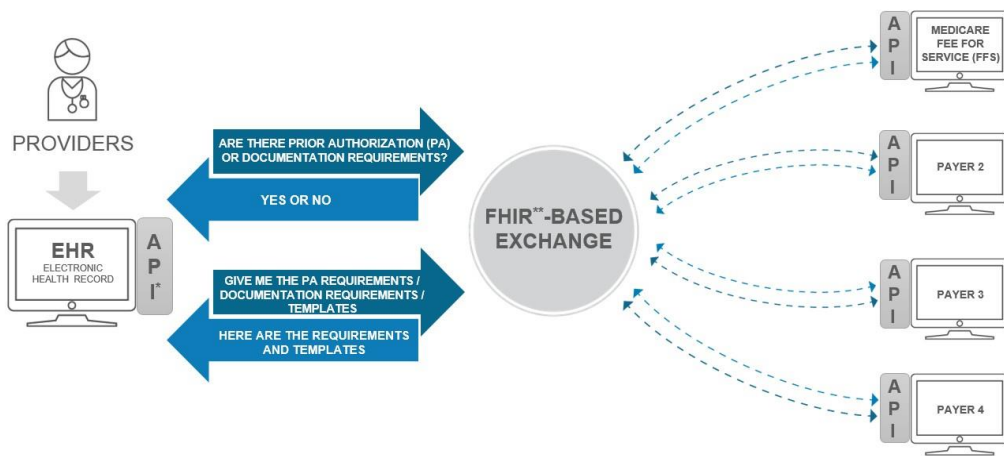 PROVIDERS
EHR
ELECTRONIC
HEALTH RECORD
A
P
I*
ARE THERE PRIOR AUTHORIZATION (PA)
OR DOCUMENTATION REQUIREMENTS?
YES OR NO
GIVE ME THE PA REQUIREMENTS /
DOCUMENTATION REQUIREMENTS /
TEMPLATES
HERE ARE THE REQUIREMENTS
AND TEMPLATES
FHIR**-BASED
EXCHANGE
A
P
I
MEDICARE
FEE FOR
SERVICE (FFS)
A
P
I
PAYER 2
A
P
I
PAYER 3
A
P
I
PAYER 4